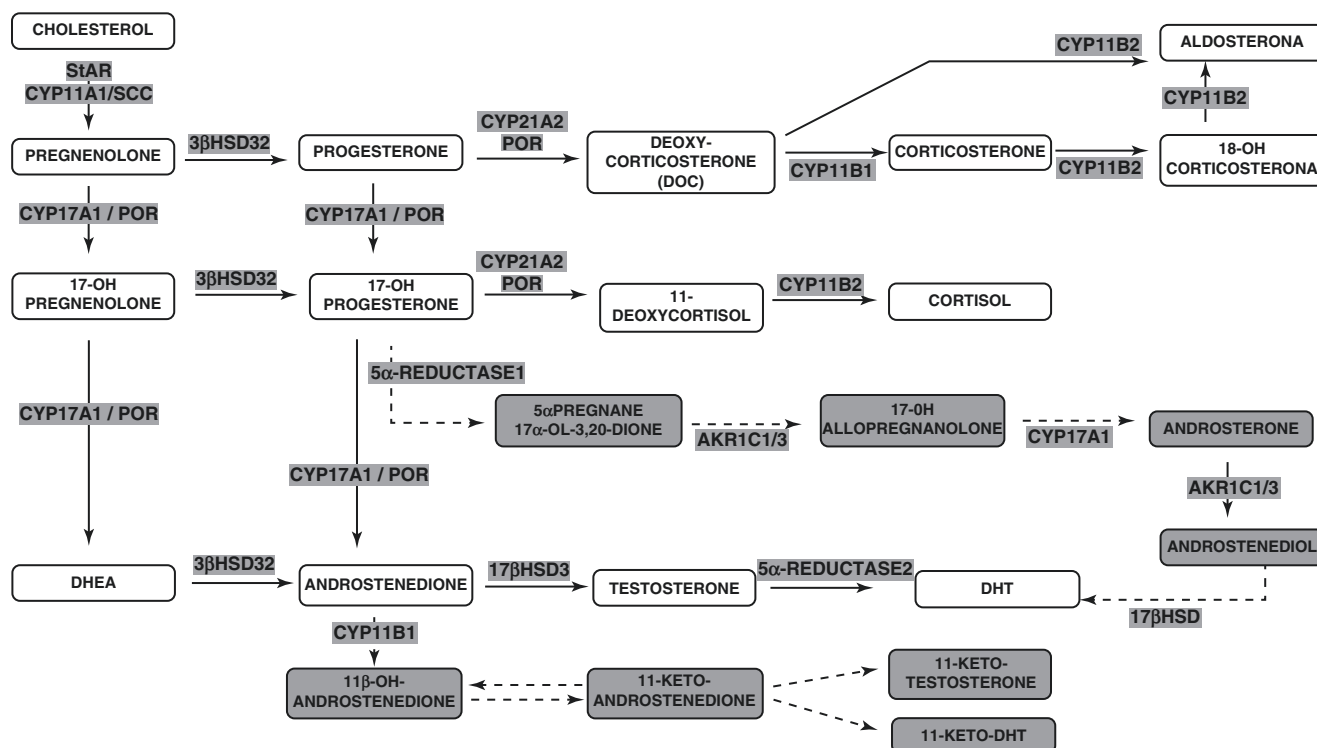 CHOLESTEROL
StAR
CYP11A1/SCC
PREGNENOLONE
3βHSD32
PROGESTERONE
CYP21A2
POR
DEOXY-
CORTICOSTERONE
(DOC)
CYP11B1
CORTICOSTERONE
CYP11B2
18-OH
CORTICOSTERONA
CYP11B2
CYP11B2
ALDOSTERONA
CYP17A1 / POR
CYP17A1 / POR
17-OH
PREGNENOLONE
3βHSD32
17-OH
PROGESTERONE
CYP21A2
POR
11-
DEOXYCORTISOL
CYP11B2
CORTISOL
5α-REDUCTASE1
CYP17A1 / POR
5αPREGNANE
17α-OL-3,20-DIONE
AKR1C1/3
17-0H
ALLOPREGNANOLONE
CYP17A1
ANDROSTERONE
CYP17A1 / POR
AKR1C1/3
ANDROSTENEDIOL
DHEA
3βHSD32
ANDROSTENEDIONE
17βHSD3
TESTOSTERONE
5α-REDUCTASE2
DHT
17βHSD
CYP11B1
11β-OH-
ANDROSTENEDIONE
11-KETO-
ANDROSTENEDIONE
11-KETO-
TESTOSTERONE
11-KETO-DHT